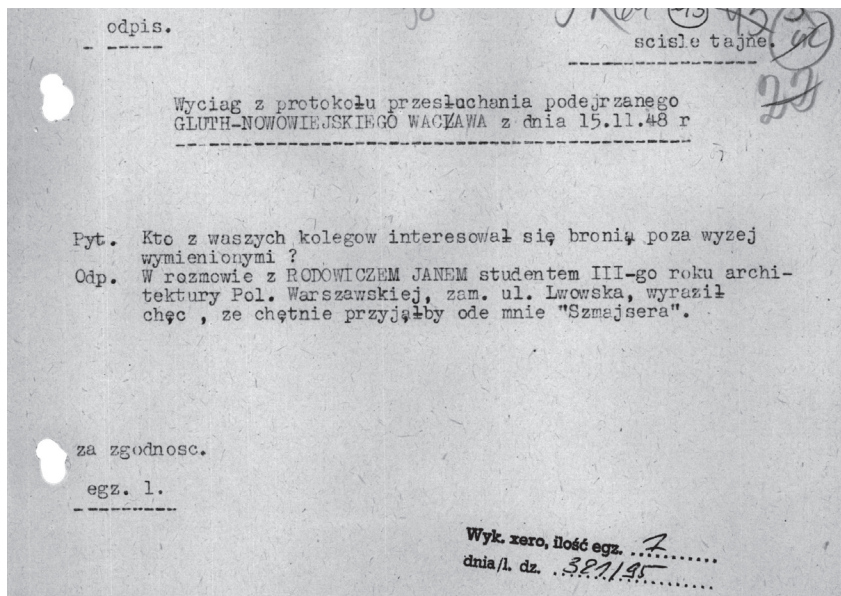 odpis.
scisle tajne.
22
Wyciag z protokołu przesłuchania podejrzanego
GLUTH-NOWOWIEJSKIEGO WACŁAWA z dnia 15.11.48 r
Pyt. Kto z waszych kolegow interesował się bronią poza wyzej
wymienionymi ?
Odp. W rozmowie z RODOWICZEM JANEM studentem III-go roku archi-
tektury Pol. Warszawskiej, zam. ul. Lwowska, wyraził
chęc , ze chętnie przyjąłby ode mnie "Szmajsera".
za zgodnosc.
egz. 1.
Wyk. xero, ilość egz. 1
dnia/l. dz. 381/95